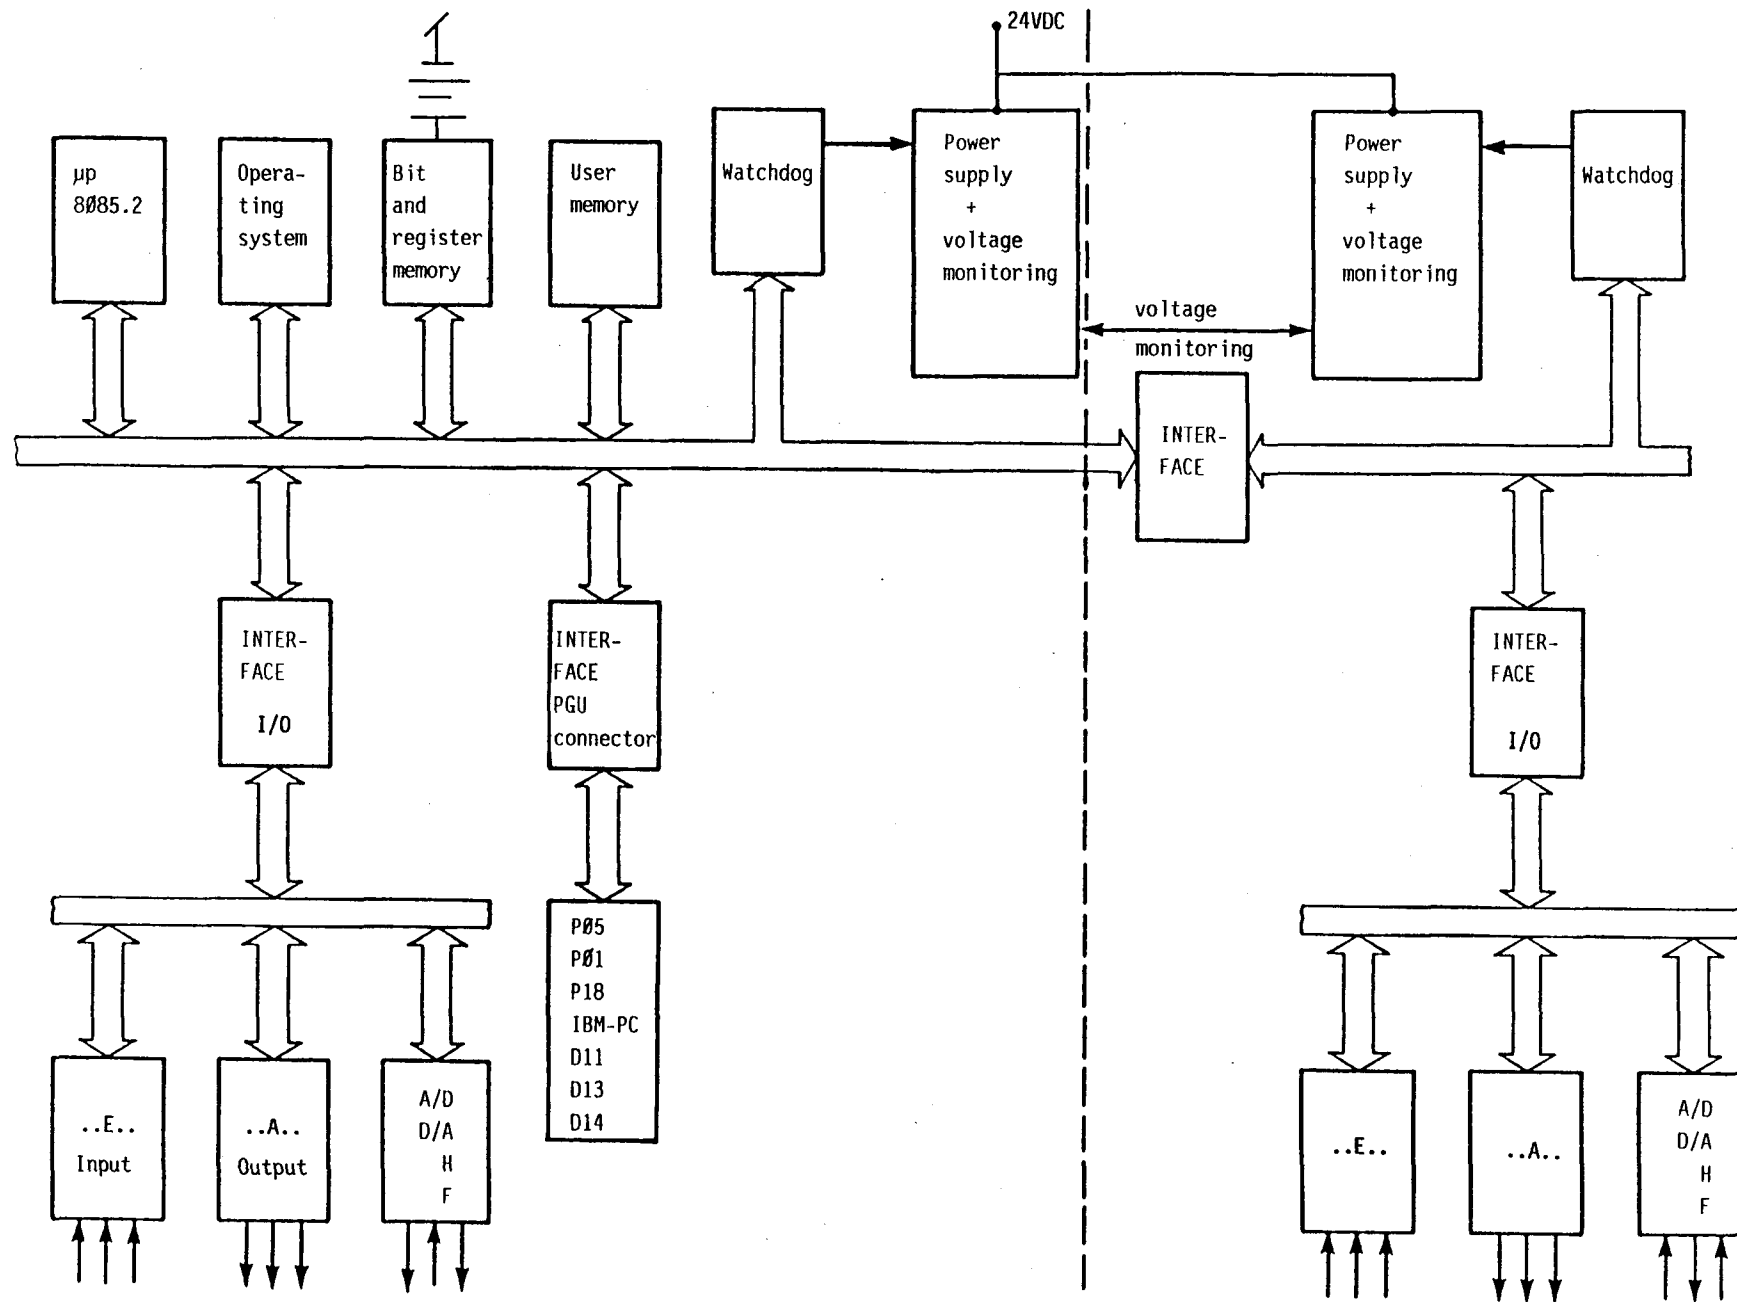 24VDC
µp
8Ø85.2
Opera-
ting
system
Bit
and
register
memory
User
memory
Watchdog
Power
supply
+
voltage
monitoring
Power
supply
+
voltage
monitoring
Watchdog
voltage
monitoring
INTER-
FACE
INTER-
FACE
I/O
INTER-
FACE
PGU
connector
INTER-
FACE
I/O
PØ5
PØ1
P18
IBM-PC
D11
D13
D14
..E..
Input
..A..
Output
A/D
D/A
H
F
..E..
..A..
A/D
D/A
H
F